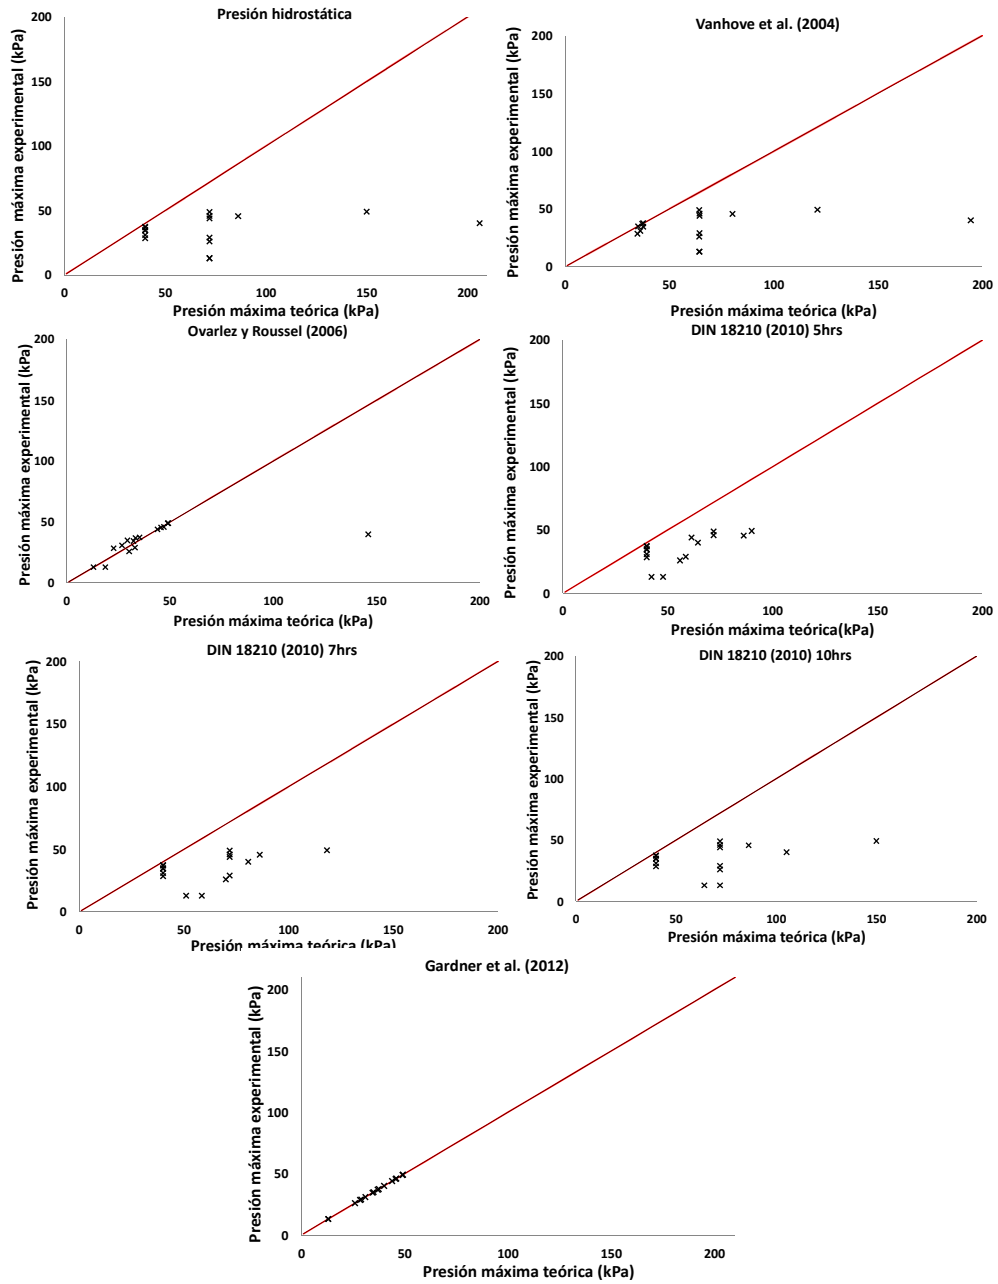 Presión hidrostática
Presión máxima experimental (kPa)
200
150
100
50
0
0 50 100 150 200
Presión máxima teórica (kPa)
Vanhove et al. (2004)
Presión máxima experimental (kPa)
200
150
100
50
0
0 50 100 150 200
Presión máxima teórica (kPa)
Ovarlez y Roussel (2006)
Presión máxima experimental (kPa)
200
150
100
50
0
0 50 100 150 200
Presión máxima teórica (kPa)
DIN 18210 (2010) 5hrs
Presión máxima experimental (kPa)
200
150
100
50
0
0 50 100 150 200
Presión máxima teórica(kPa)
DIN 18210 (2010) 7hrs
Presión máxima experimental (kPa)
200
150
100
50
0
0 50 100 150 200
Presión máxima teórica (kPa)
DIN 18210 (2010) 10hrs
Presión máxima experimental (kPa)
200
150
100
50
0
0 50 100 150 200
Presión máxima teórica (kPa)
Gardner et al. (2012)
Presión máxima experimental (kPa)
200
150
100
50
0
0 50 100 150 200
Presión máxima teórica (kPa)